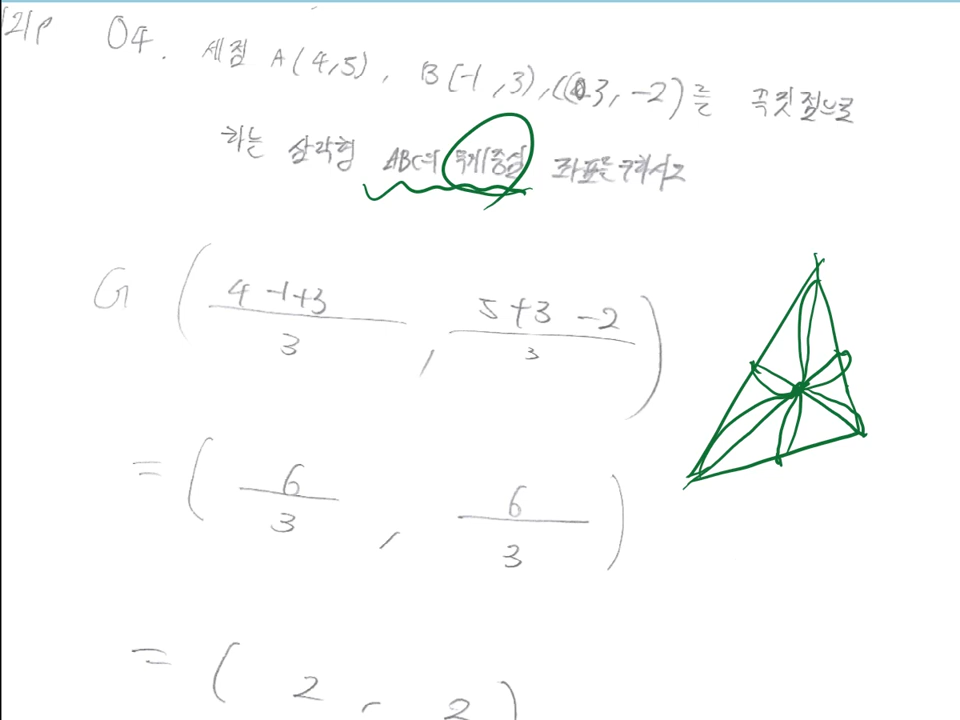 121p 04. 세점 A(4,5), B(-1,3), C(3,-2)를 꼭짓점으로
하는 삼각형 ABC의 무게중심 좌표를 구하시오
G ( (4-1+3)/3 , (5+3-2)/3 )
= ( 6/3 , 6/3 )
= ( 2 , 2 )